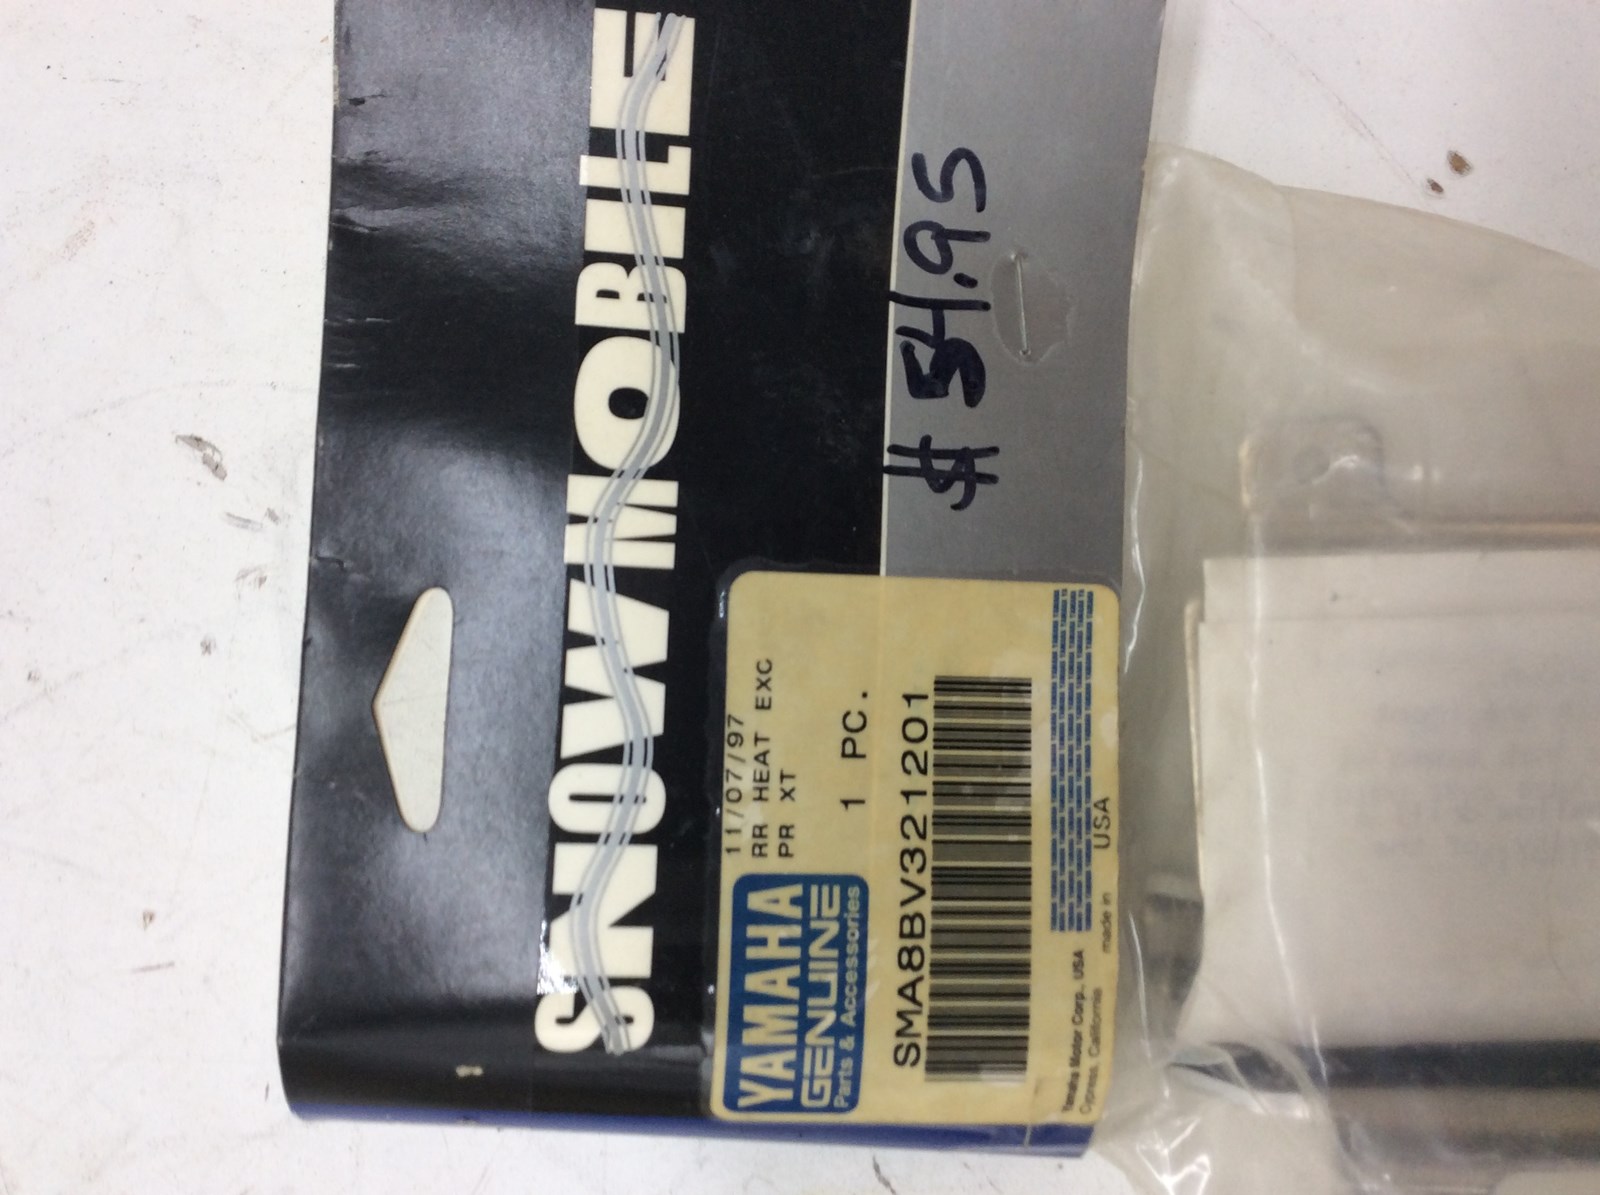 SNOWMOBILE
$ 54.95
YAMAHA
GENUINE
Parts & Accessories
11/07/97
RR HEAT EXC
PR XT
1 PC.
SMA8BV321201
Yamaha Motor Corp., USA
Cypress, California
made in USA